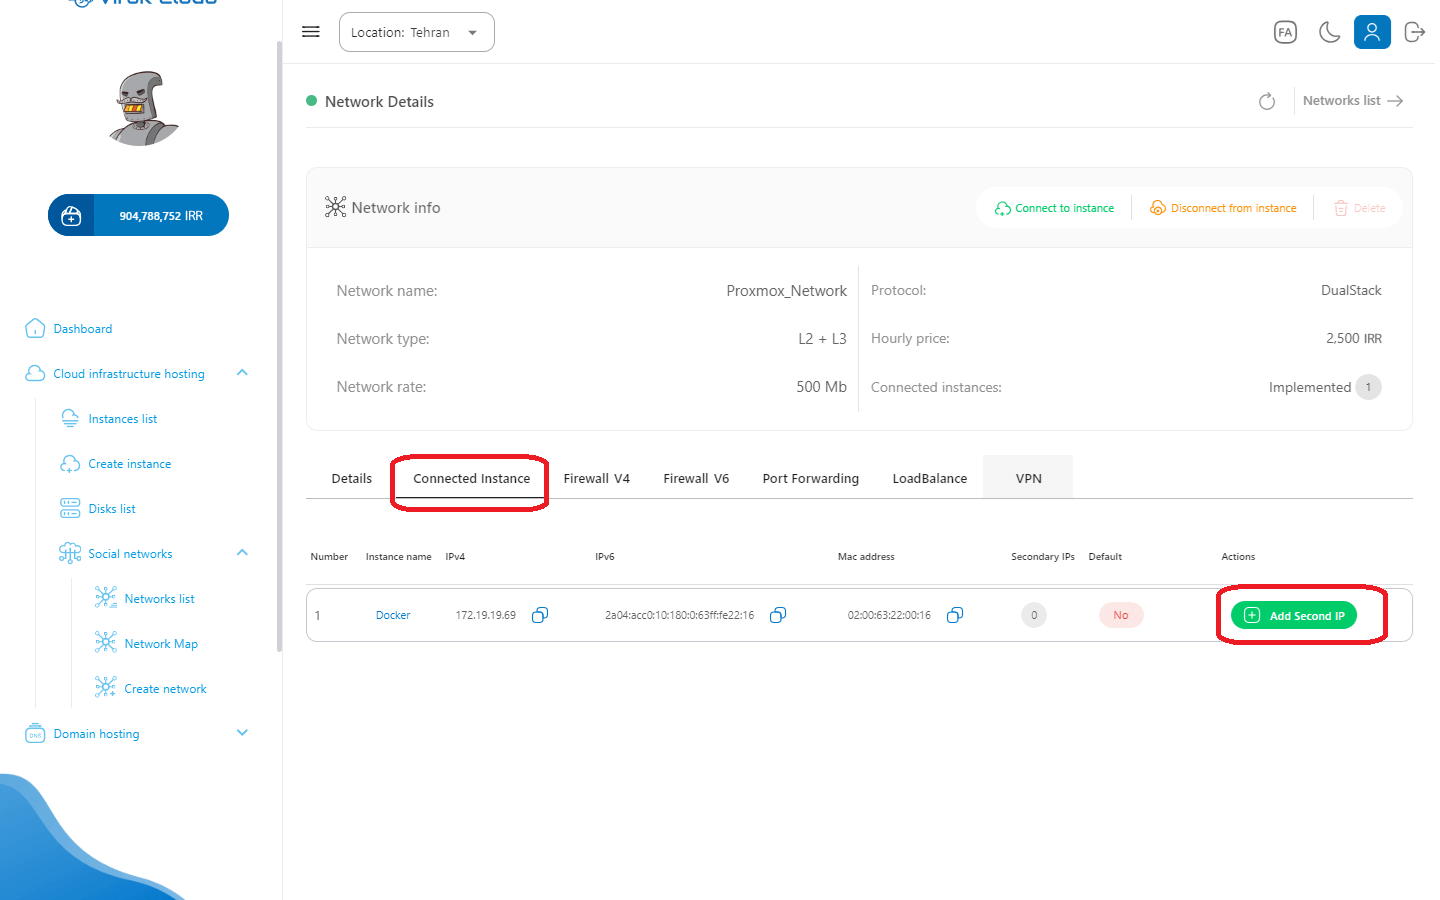 Location: Tehran
FA
904,788,752 IRR
Dashboard
Cloud infrastructure hosting
Instances list
Create instance
Disks list
Social networks
Networks list
Network Map
Create network
DNS
Domain hosting
Network Details
Networks list
Network info
Connect to instance
Disconnect from instance
Delete
Network name: Proxmox_Network
Protocol: DualStack
Network type: L2 + L3
Hourly price: 2,500 IRR
Network rate: 500 Mb
Connected instances: Implemented 1
Details Connected Instance Firewall V4 Firewall V6 Port Forwarding LoadBalance VPN
Number Instance name IPv4 IPv6 Mac address Secondary IPs Default Actions
1 Docker 172.19.19.69 2a04:acc0:10:180:0:63ff:fe22:16 02:00:63:22:00:16 0 No Add Second IP